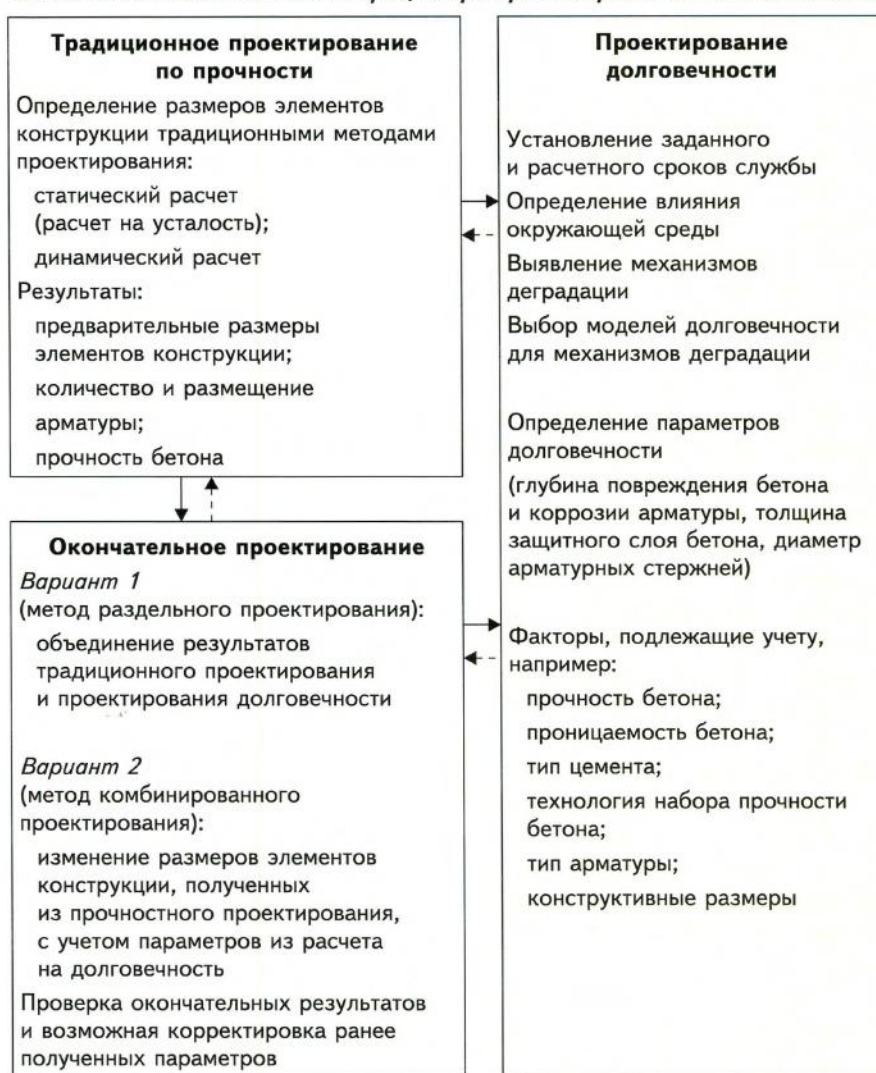 Традиционное проектирование
по прочности
Определение размеров элементов
конструкции традиционными методами
проектирования:
статический расчет
(расчет на усталость);
динамический расчет
Результаты:
предварительные размеры
элементов конструкции;
количество и размещение
арматуры;
прочность бетона
Окончательное проектирование
Вариант 1
(метод раздельного проектирования):
объединение результатов
традиционного проектирования
и проектирования долговечности
Вариант 2
(метод комбинированного
проектирования):
изменение размеров элементов
конструкции, полученных
из прочностного проектирования,
с учетом параметров из расчета
на долговечность
Проверка окончательных результатов
и возможная корректировка ранее
полученных параметров
Проектирование
долговечности
Установление заданного
и расчетного сроков службы
Определение влияния
окружающей среды
Выявление механизмов
деградации
Выбор моделей долговечности
для механизмов деградации
Определение параметров
долговечности
(глубина повреждения бетона
и коррозии арматуры, толщина
защитного слоя бетона, диаметр
арматурных стержней)
Факторы, подлежащие учету,
например:
прочность бетона;
проницаемость бетона;
тип цемента;
технология набора прочности
бетона;
тип арматуры;
конструктивные размеры